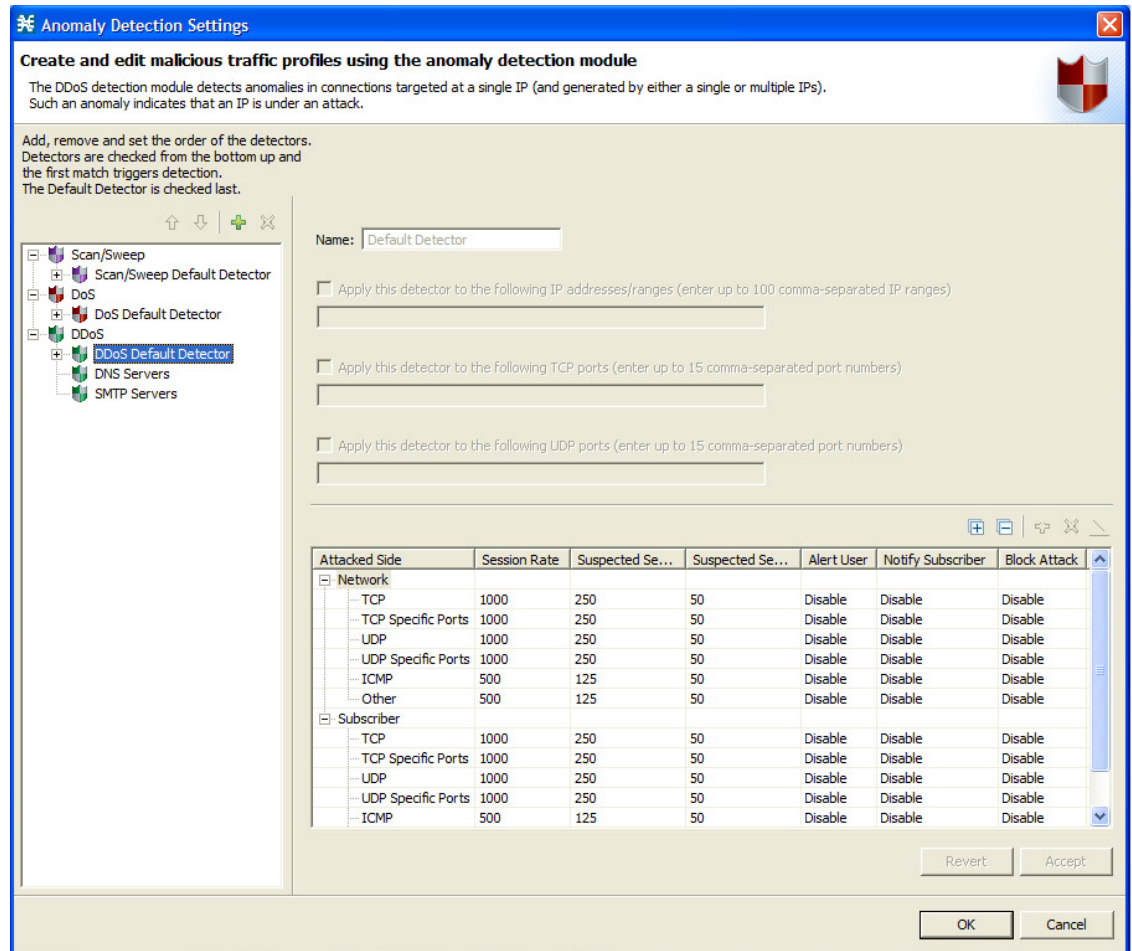 Anomaly Detection Settings
Create and edit malicious traffic profiles using the anomaly detection module
The DDoS detection module detects anomalies in connections targeted at a single IP (and generated by either a single or multiple IPs).
Such an anomaly indicates that an IP is under an attack.
Add, remove and set the order of the detectors.
Detectors are checked from the bottom up and
the first match triggers detection.
The Default Detector is checked last.
Scan/Sweep
Scan/Sweep Default Detector
DoS
DoS Default Detector
DDoS
DDoS Default Detector
DNS Servers
SMTP Servers
Name: Default Detector
Apply this detector to the following IP addresses/ranges (enter up to 100 comma-separated IP ranges)
Apply this detector to the following TCP ports (enter up to 15 comma-separated port numbers)
Apply this detector to the following UDP ports (enter up to 15 comma-separated port numbers)
Attacked Side Session Rate Suspected Se... Suspected Se... Alert User Notify Subscriber Block Attack
Network
TCP 1000 250 50 Disable Disable Disable
TCP Specific Ports 1000 250 50 Disable Disable Disable
UDP 1000 250 50 Disable Disable Disable
UDP Specific Ports 1000 250 50 Disable Disable Disable
ICMP 500 125 50 Disable Disable Disable
Other 500 125 50 Disable Disable Disable
Subscriber
TCP 1000 250 50 Disable Disable Disable
TCP Specific Ports 1000 250 50 Disable Disable Disable
UDP 1000 250 50 Disable Disable Disable
UDP Specific Ports 1000 250 50 Disable Disable Disable
ICMP 500 125 50 Disable Disable Disable
Revert Accept
OK Cancel